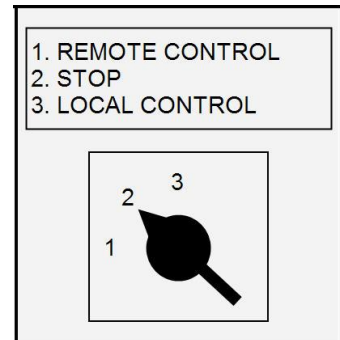 1. REMOTE CONTROL
2. STOP
3. LOCAL CONTROL
3
2
1